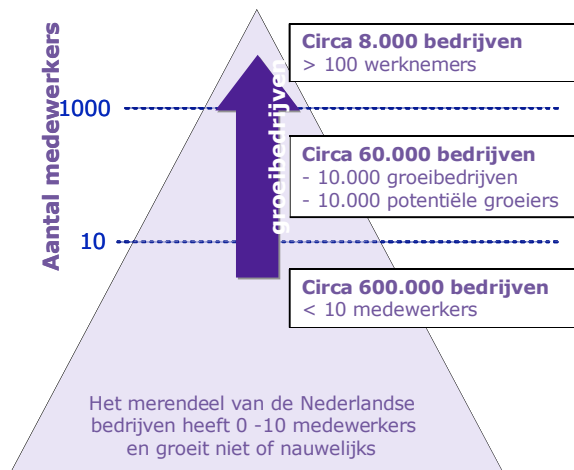 Aantal medewerkers
Circa 8.000 bedrijven
> 100 werknemers
1000
groeibedrijven
Circa 60.000 bedrijven
- 10.000 groeibedrijven
- 10.000 potentiële groeiers
10
Circa 600.000 bedrijven
< 10 medewerkers
Het merendeel van de Nederlandse
bedrijven heeft 0 -10 medewerkers
en groeit niet of nauwelijks